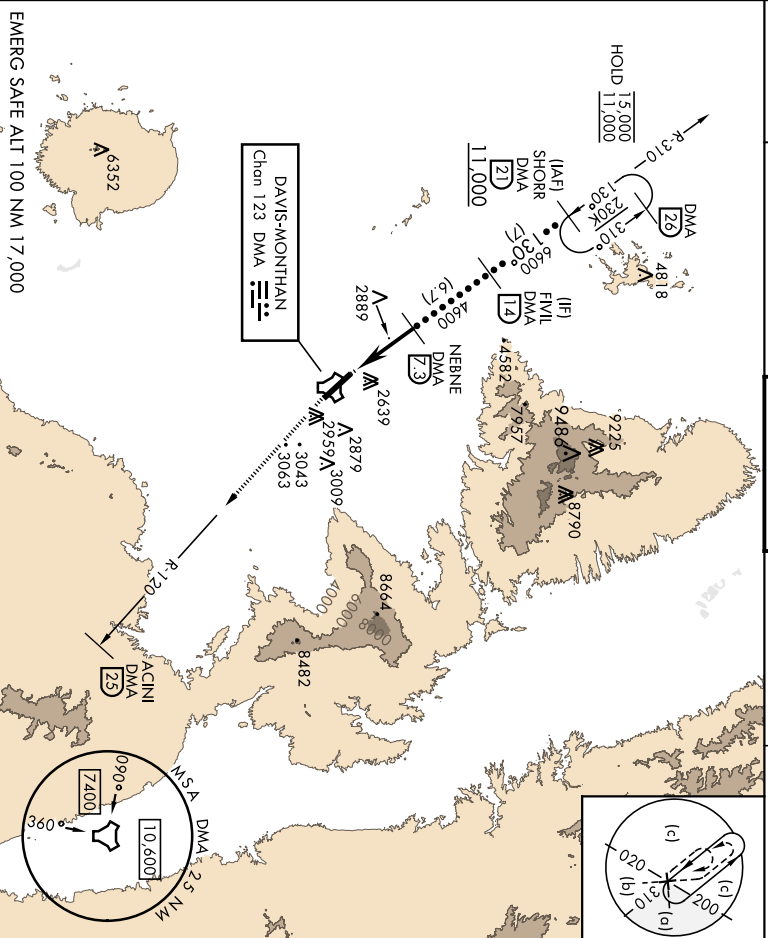 EMERG SAFE ALT 100 NM 17,000
HOLD 15,000
11,000
R-310
130°
230K
310°
DMA
26
4818
(IAF)
SHORR
DMA
21
11,000
130°
6600
(7)
(IF)
FIVIL
DMA
14
4600
(6.7)
NEBNE
DMA
7.3
2889
DAVIS-MONTHAN
Chan 123 DMA
6352
4582
7957
9486
9225
8790
2639
2879
2959
3009
3043
3063
4000
6000
8000
8664
8482
R-120
ACINI
DMA
25
MSA DMA 25 NM
090°
7400
360°
10,600
(c)
020
(b)
310
(a)
200
(c)